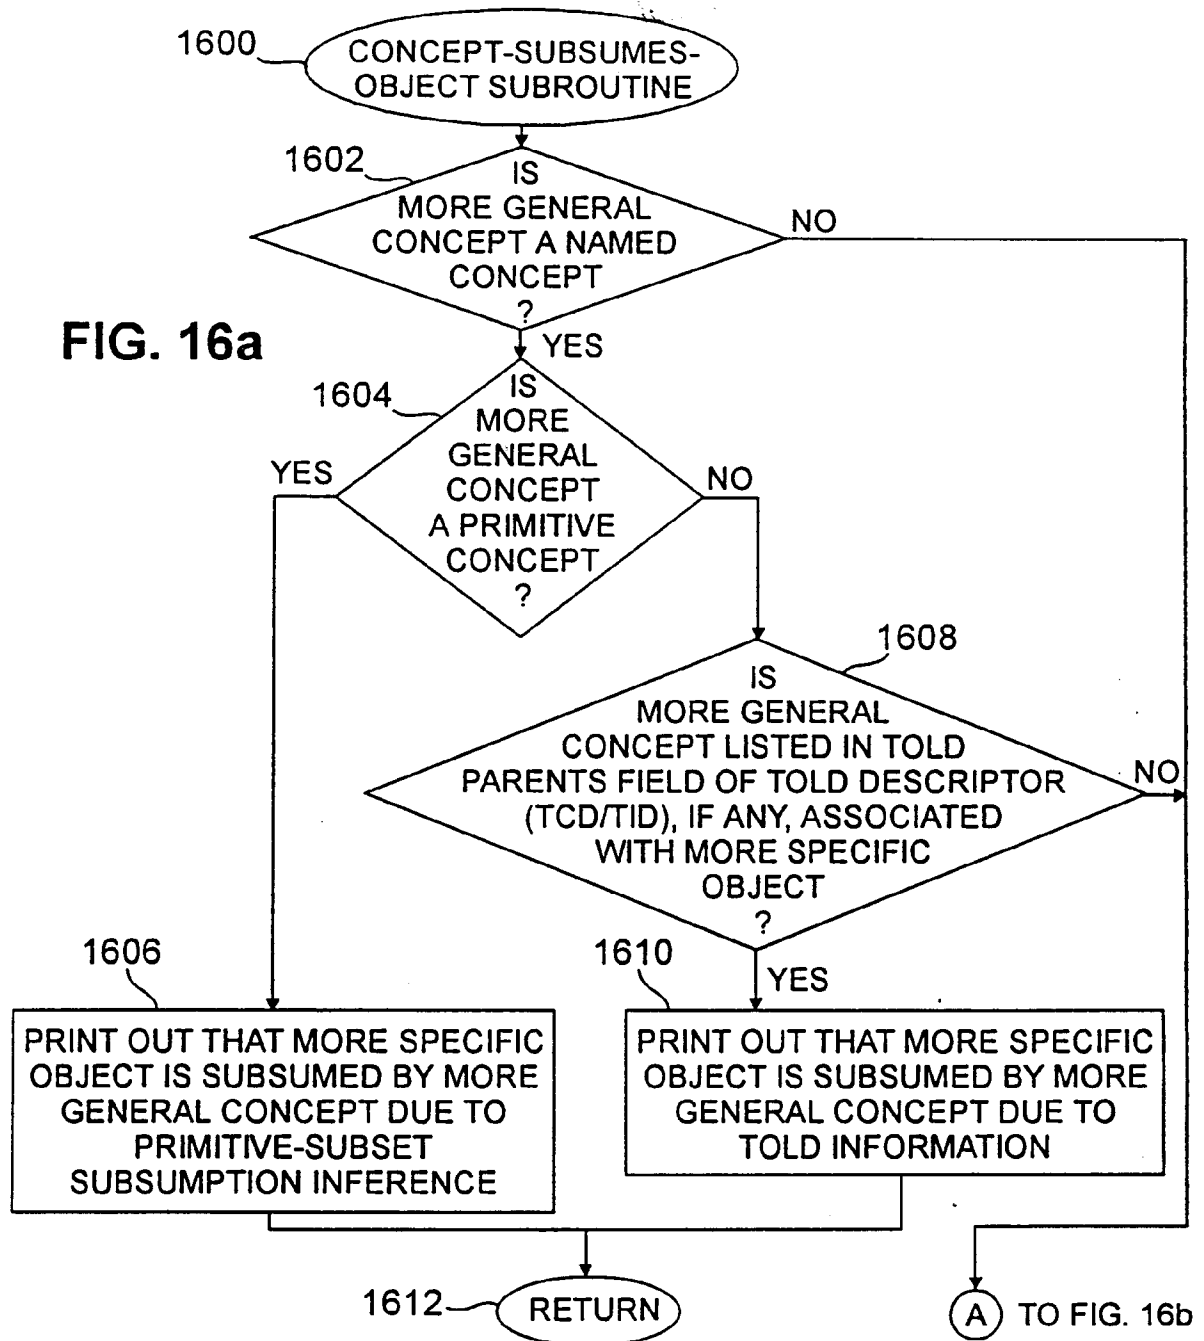 1600
CONCEPT-SUBSUMES-
OBJECT SUBROUTINE
1602
IS
MORE GENERAL
CONCEPT A NAMED
CONCEPT
?
NO
FIG. 16a
YES
1604
IS
MORE
GENERAL
CONCEPT
A PRIMITIVE
CONCEPT
?
YES
NO
1608
IS
MORE GENERAL
CONCEPT LISTED IN TOLD
PARENTS FIELD OF TOLD DESCRIPTOR
(TCD/TID), IF ANY, ASSOCIATED
WITH MORE SPECIFIC
OBJECT
?
NO
YES
1606
PRINT OUT THAT MORE SPECIFIC
OBJECT IS SUBSUMED BY MORE
GENERAL CONCEPT DUE TO
PRIMITIVE-SUBSET
SUBSUMPTION INFERENCE
1610
PRINT OUT THAT MORE SPECIFIC
OBJECT IS SUBSUMED BY MORE
GENERAL CONCEPT DUE TO
TOLD INFORMATION
1612
RETURN
A TO FIG. 16b